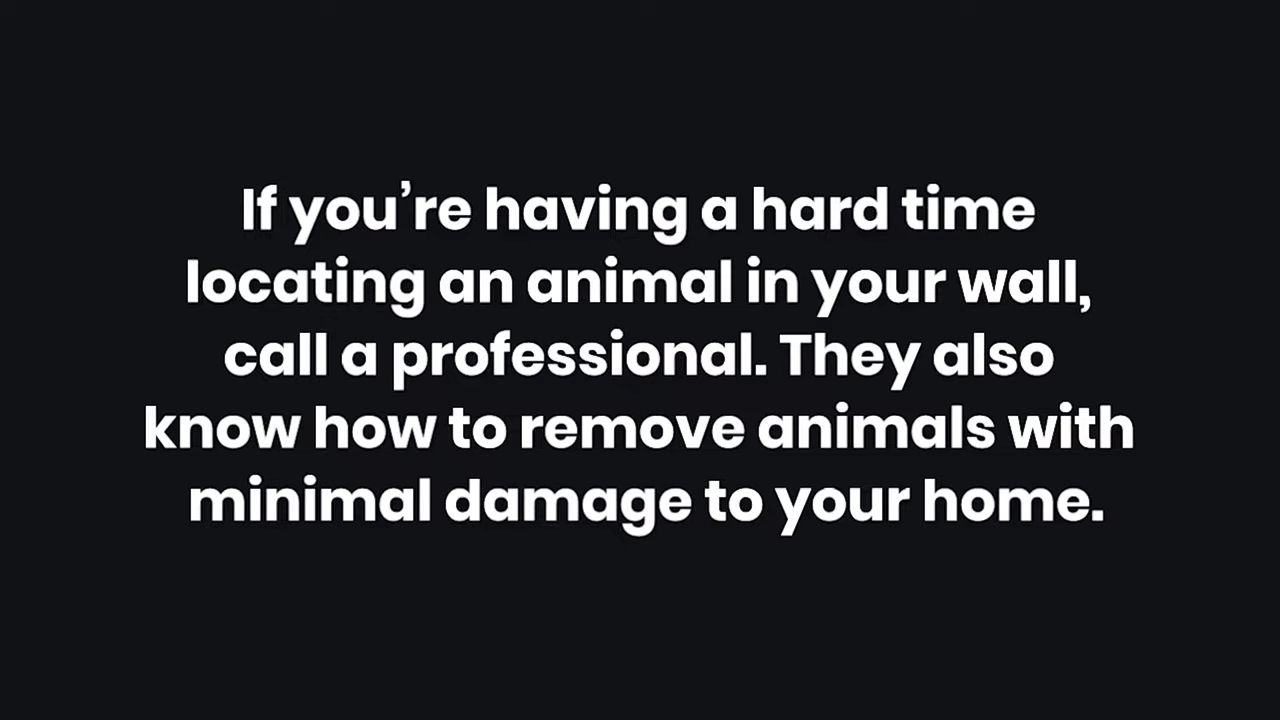 If you’re having a hard time
locating an animal in your wall,
call a professional. They also
know how to remove animals with
minimal damage to your home.